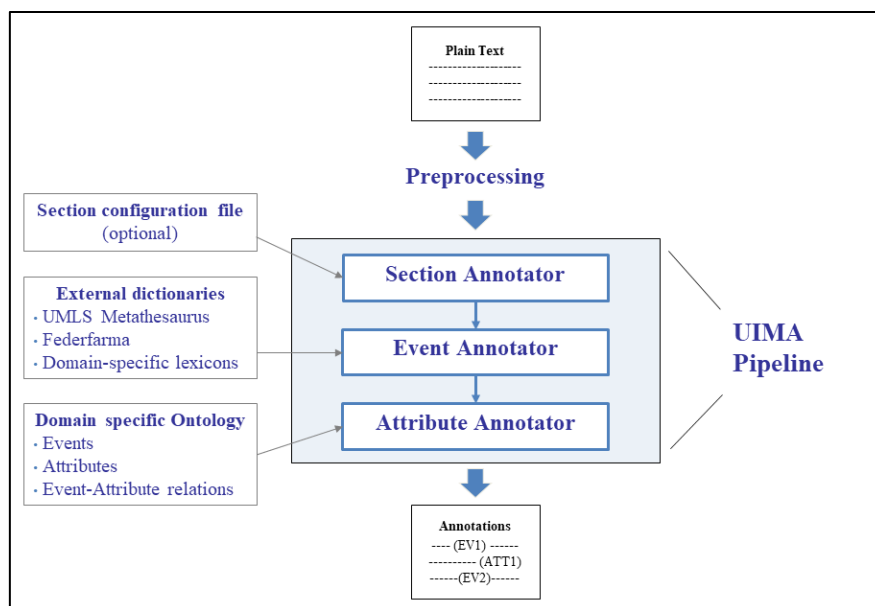 Plain Text
--------------------
--------------------
--------------------
Preprocessing
Section configuration file
(optional)
Section Annotator
External dictionaries
· UMLS Metathesaurus
· Federfarma
· Domain-specific lexicons
Event Annotator
UIMA
Pipeline
Domain specific Ontology
· Events
· Attributes
· Event-Attribute relations
Attribute Annotator
Annotations
---- (EV1) ------
---------- (ATT1)
------(EV2)------